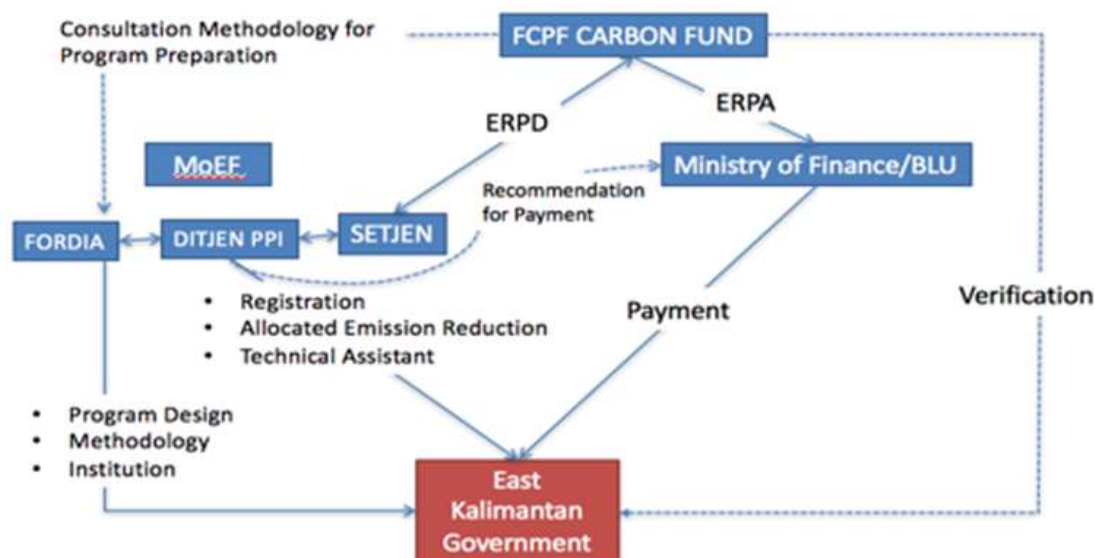 Consultation Methodology for
Program Preparation
FCPF CARBON FUND
ERPD
ERPA
MoEF
Ministry of Finance/BLU
Recommendation
for Payment
FORDIA
DITJEN PPI
SETJEN
• Registration
• Allocated Emission Reduction
• Technical Assistant
Payment
Verification
• Program Design
• Methodology
• Institution
East
Kalimantan
Government